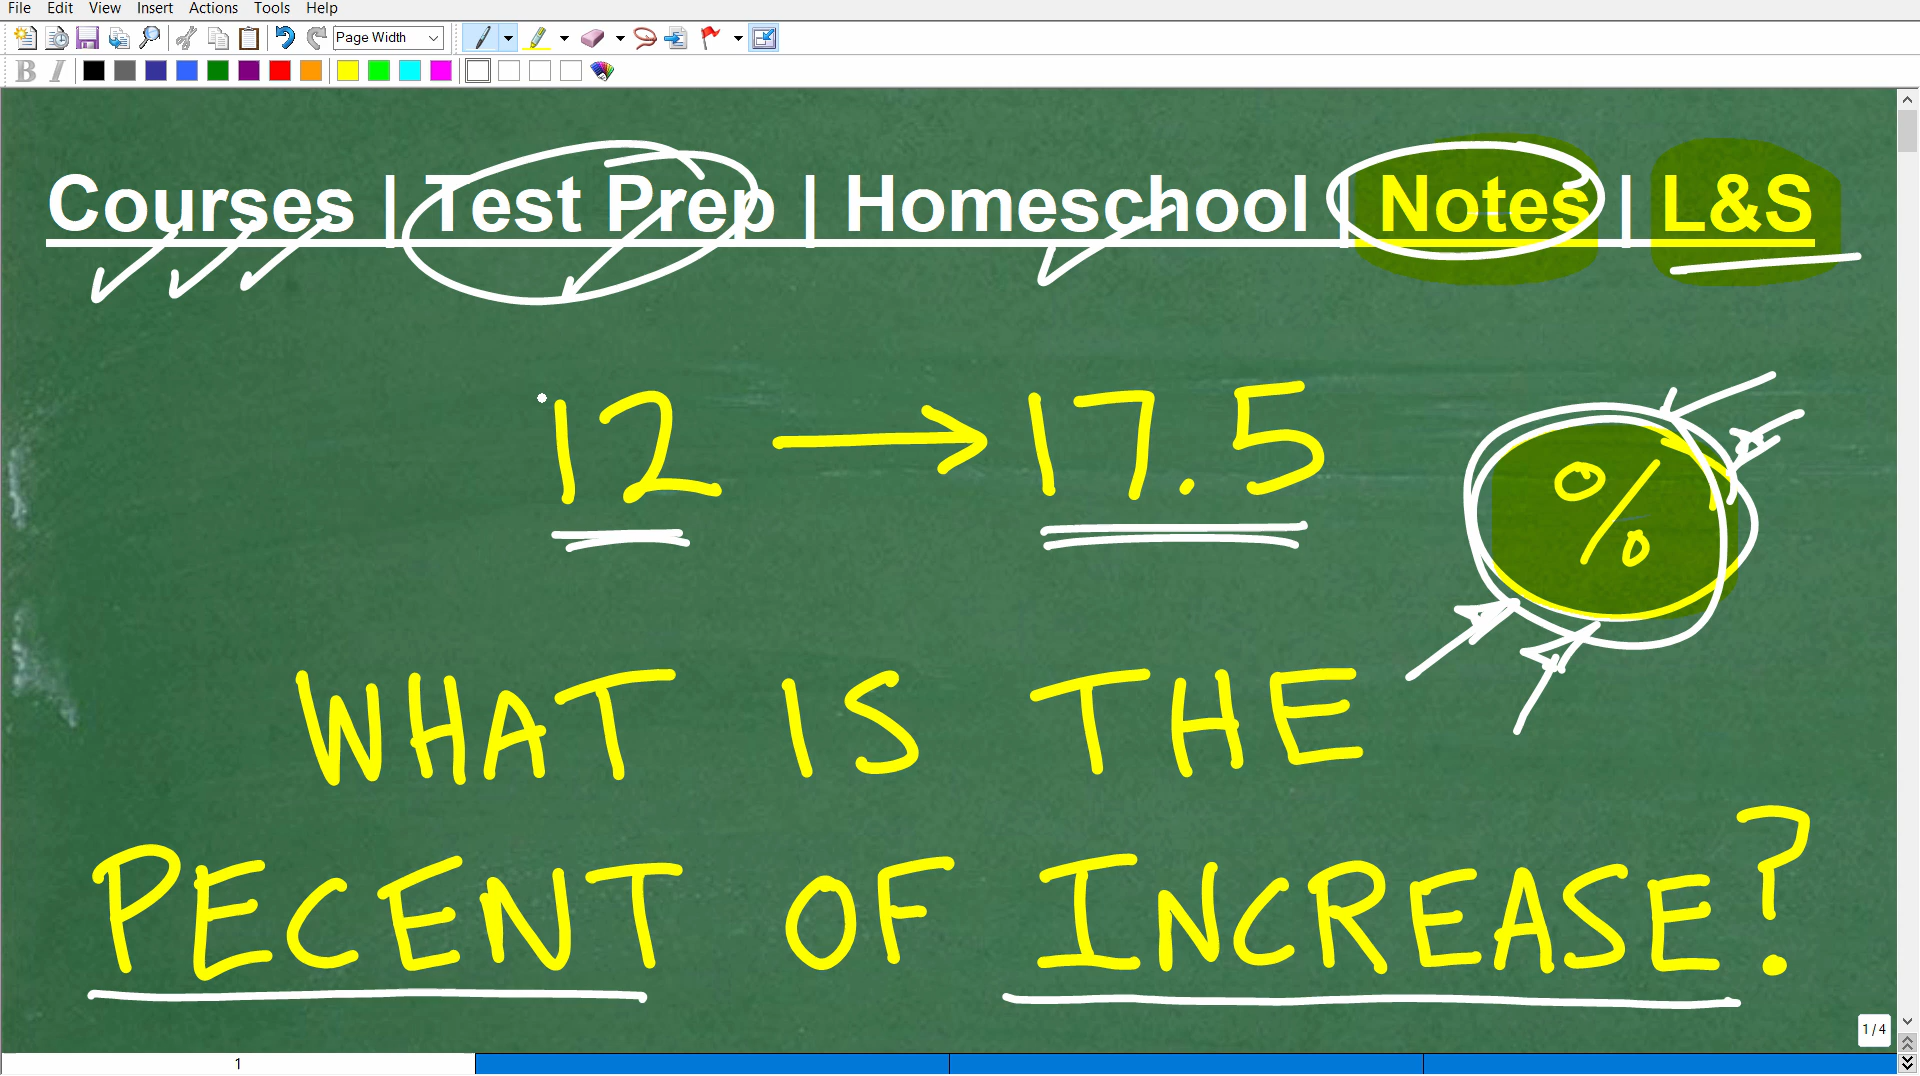 File Edit View Insert Actions Tools Help
Page Width
B I
Courses | Test Prep | Homeschool | Notes | L&S
12 → 17.5
%
WHAT IS THE
PECENT OF INCREASE?
1 / 4
1